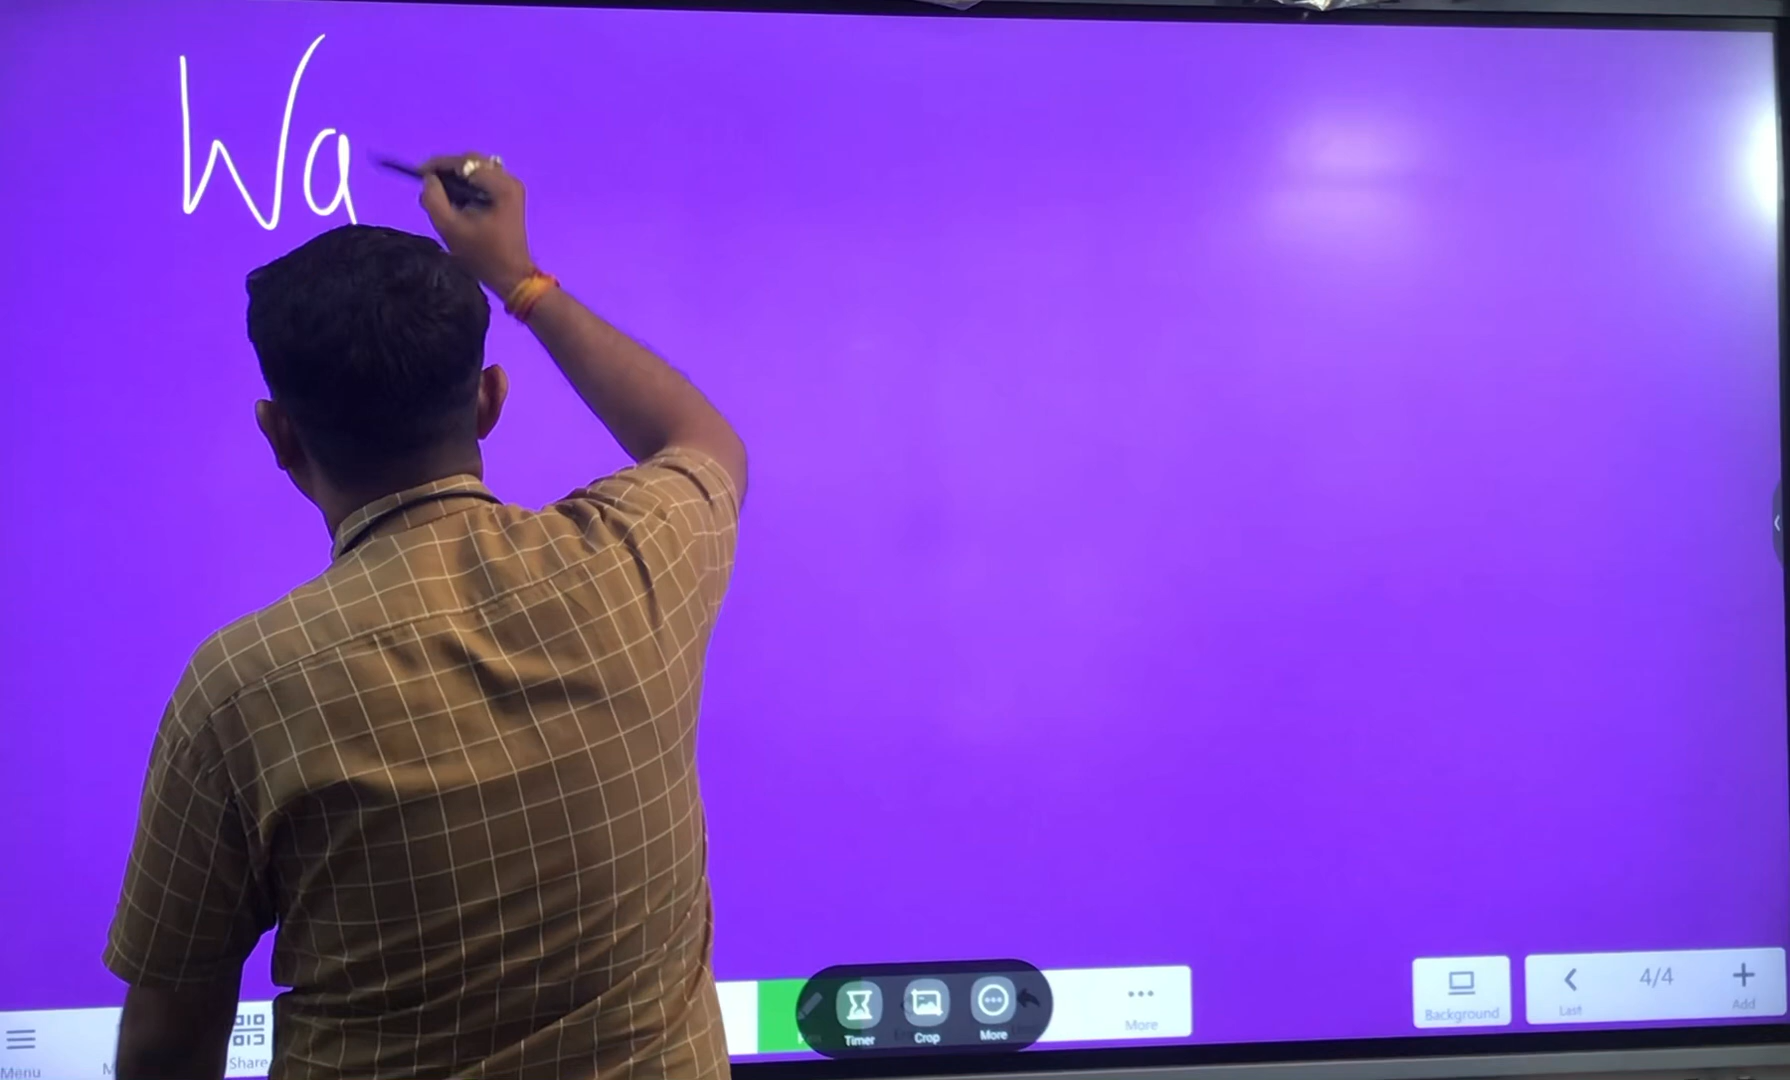 Wa
Timer Crop More
More
Background
Last 4/4 Add
Menu
Share